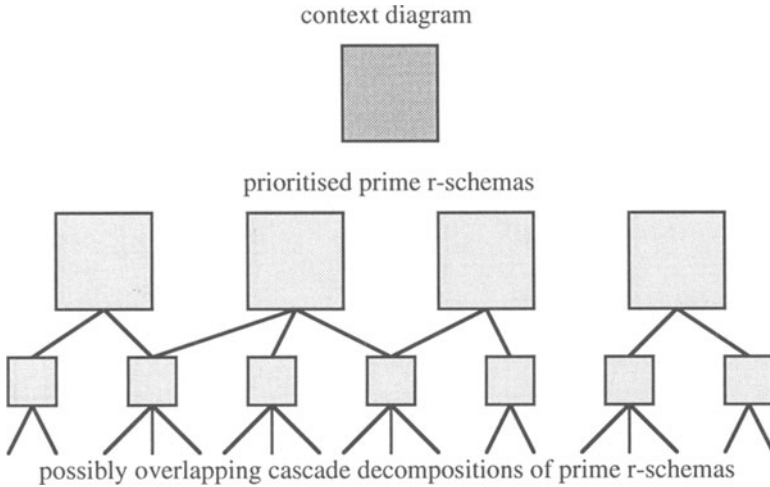 context diagram
prioritised prime r-schemas
possibly overlapping cascade decompositions of prime r-schemas